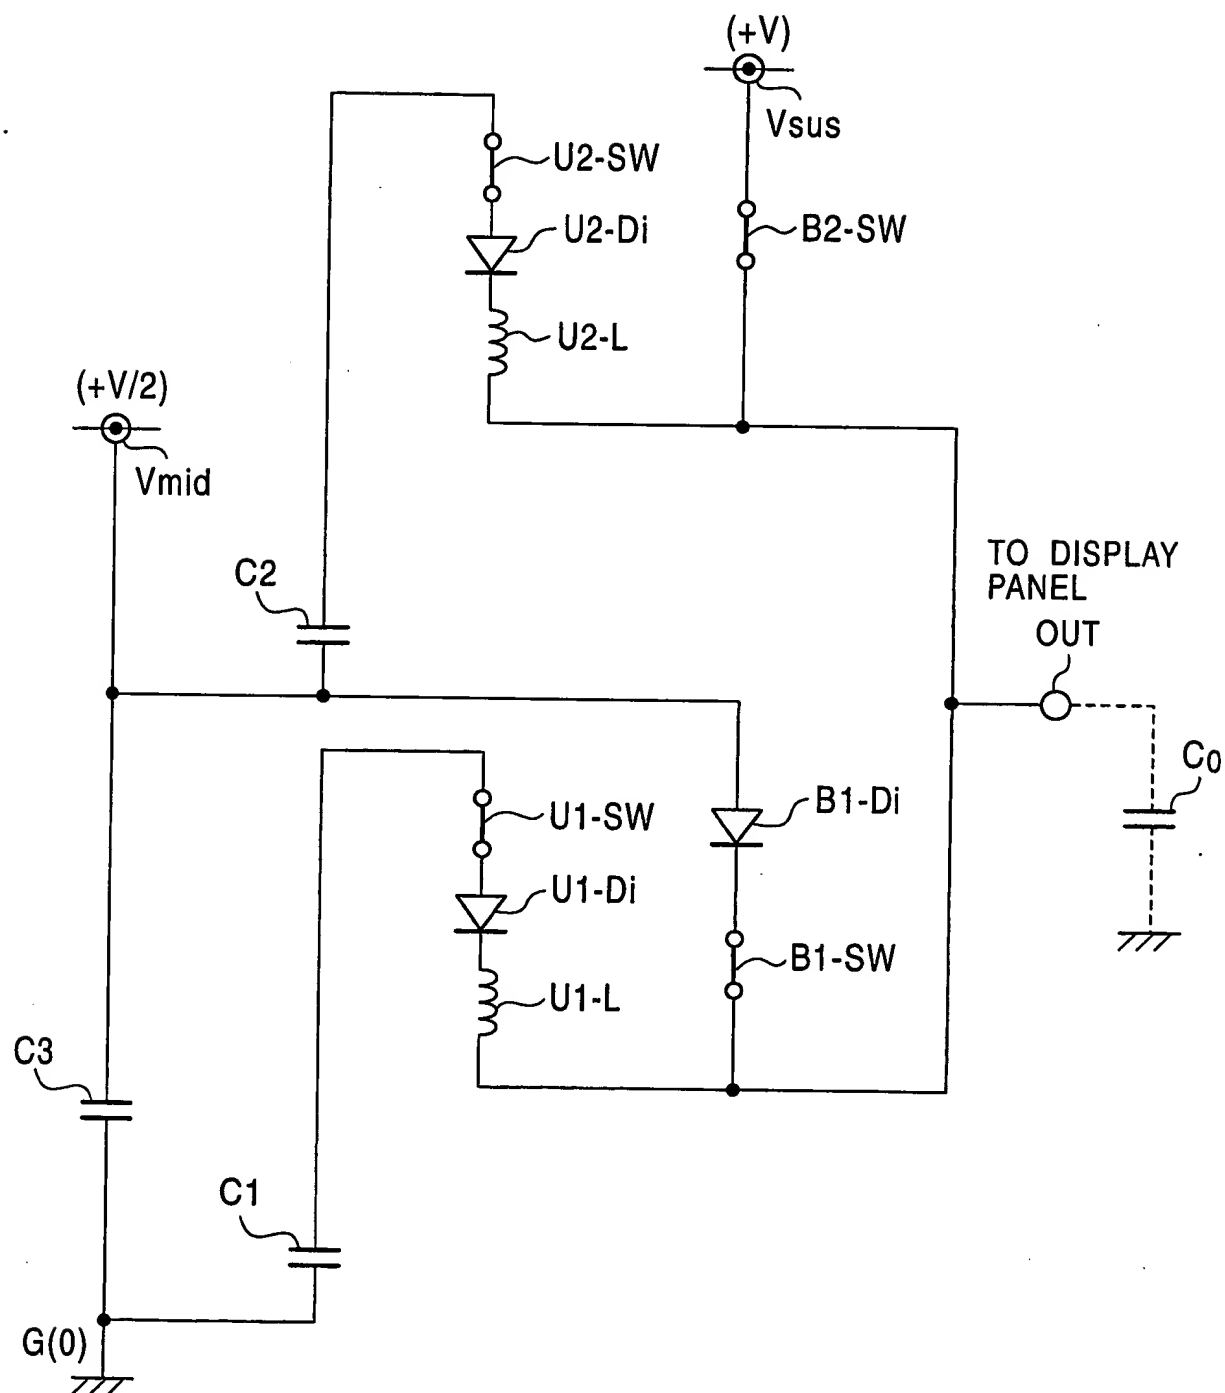 (+V)
Vsus
U2-SW
U2-Di
B2-SW
U2-L
(+V/2)
Vmid
C2
TO DISPLAY
PANEL
OUT
C0
U1-SW
B1-Di
U1-Di
B1-SW
U1-L
C3
C1
G(0)